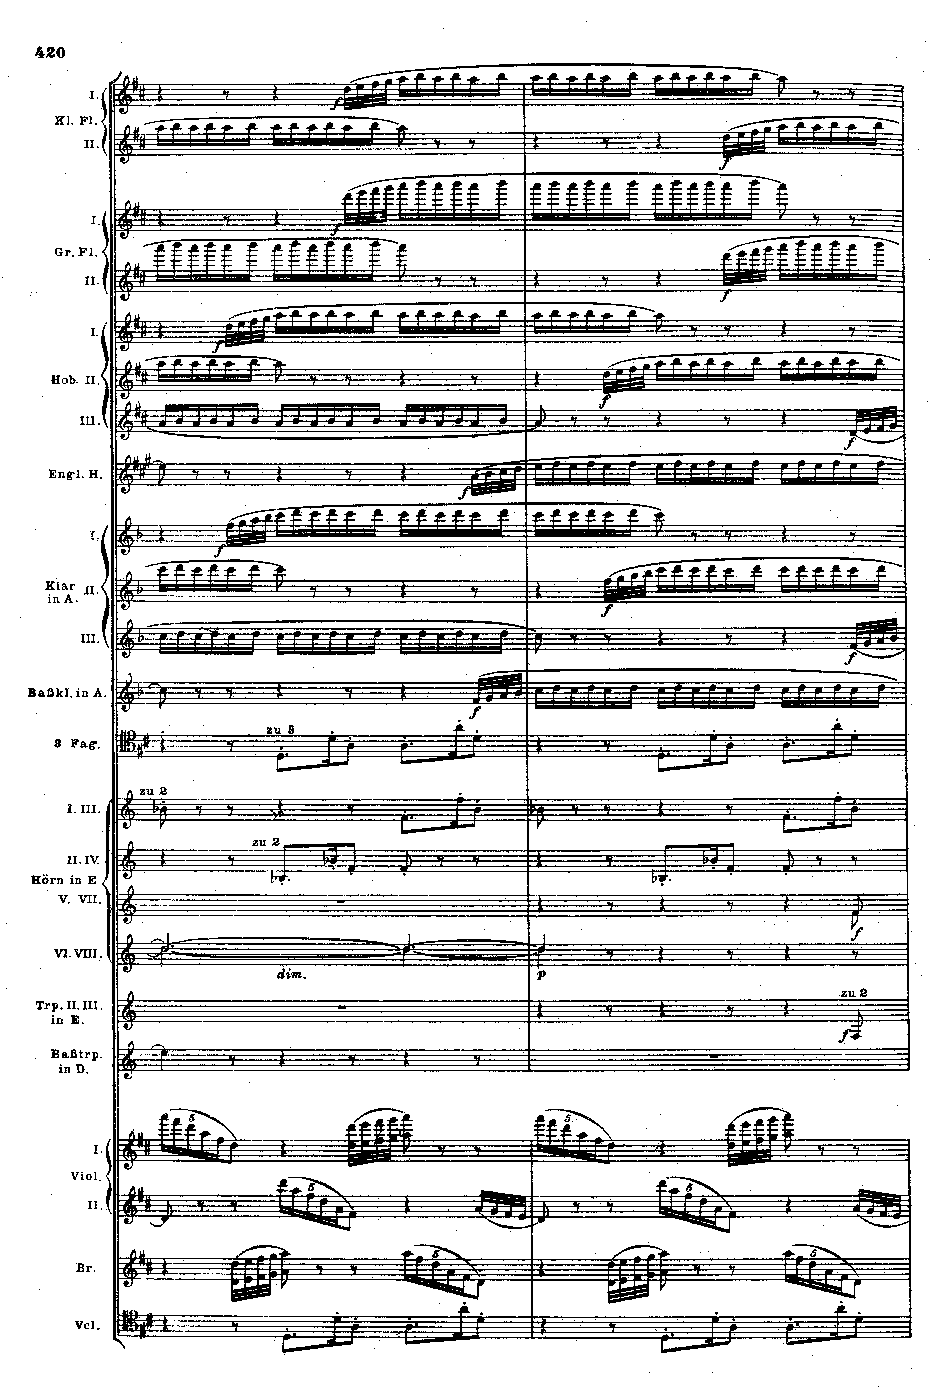 420
I.
Kl. Fl.
II.
I.
Gr. Fl.
II.
I.
Hob. II.
III.
Engl. H.
I.
Klar II.
in A.
III.
Baßkl. in A.
zu 3
3 Fag.
zu 2
I. III.
zu 2
II. IV.
Hörn in E
V. VII.
f
VI. VIII.
dim. p
zu 2
Trp. II. III.
in E.
f
Baßtrp.
in D.
5 5
I.
Viol.
5 5
II.
5 5
Br.
Vcl.